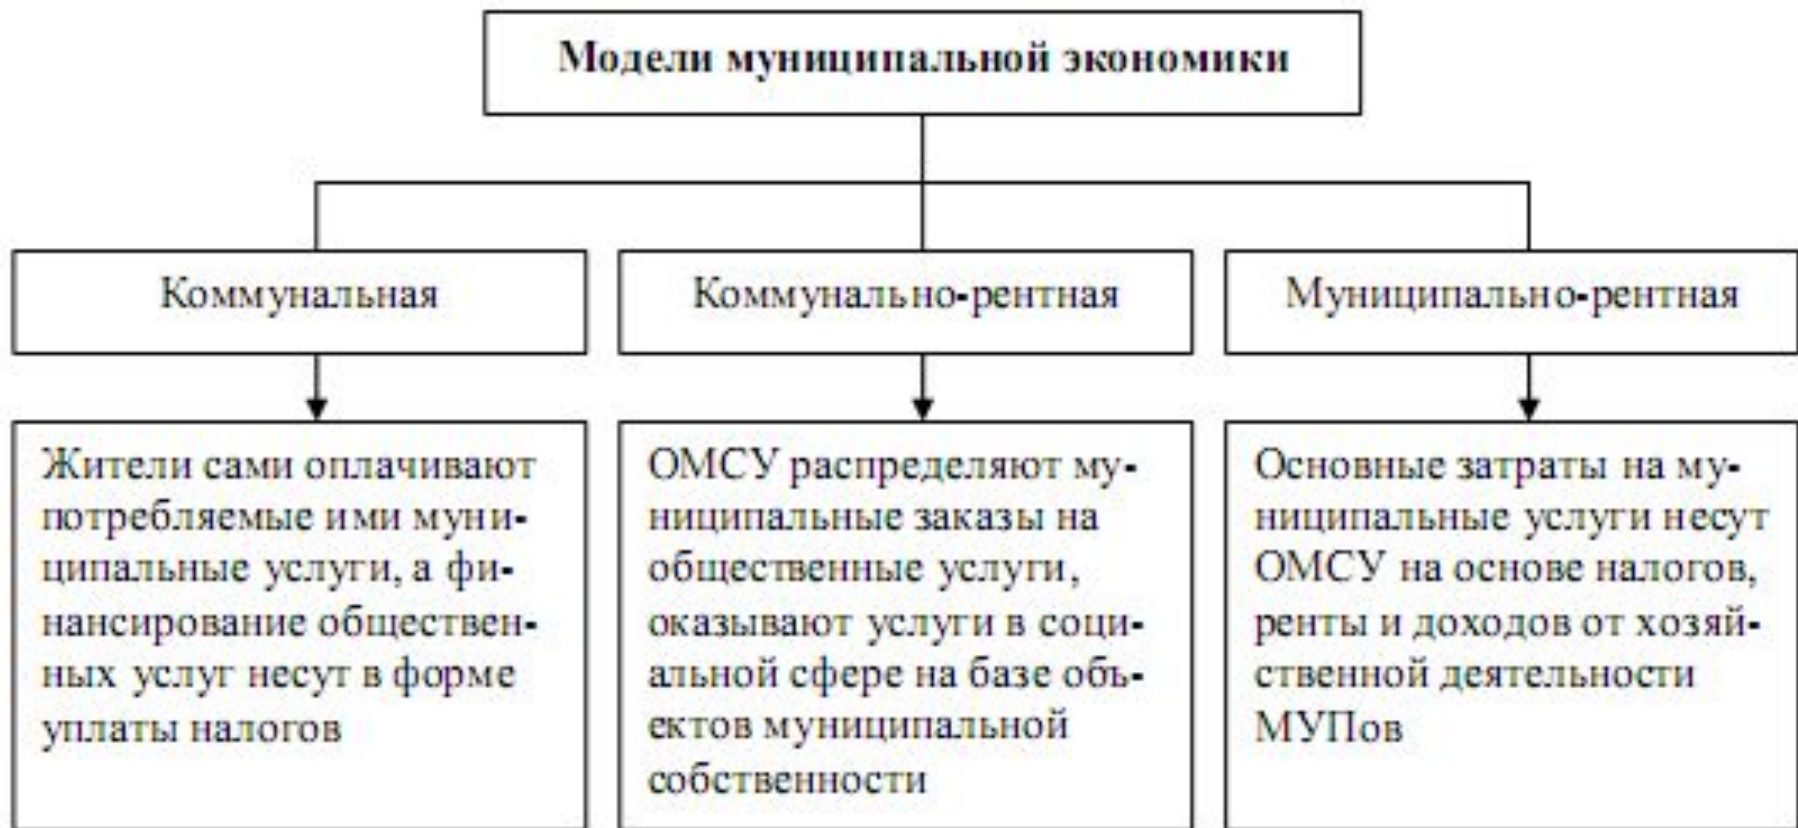 Модели муниципальной экономики
Коммунальная
Коммунально-рентная
Муниципально-рентная
Жители сами оплачивают
потребляемые ими муни-
ципальные услуги, а фи-
нансирование обществен-
ных услуг несут в форме
уплаты налогов
ОМСУ распределяют му-
ниципальные заказы на
общественные услуги,
оказывают услуги в соци-
альной сфере на базе объ-
ектов муниципальной
собственности
Основные затраты на му-
ниципальные услуги несут
ОМСУ на основе налогов,
ренты и доходов от хозяй-
ственной деятельности
МУПов